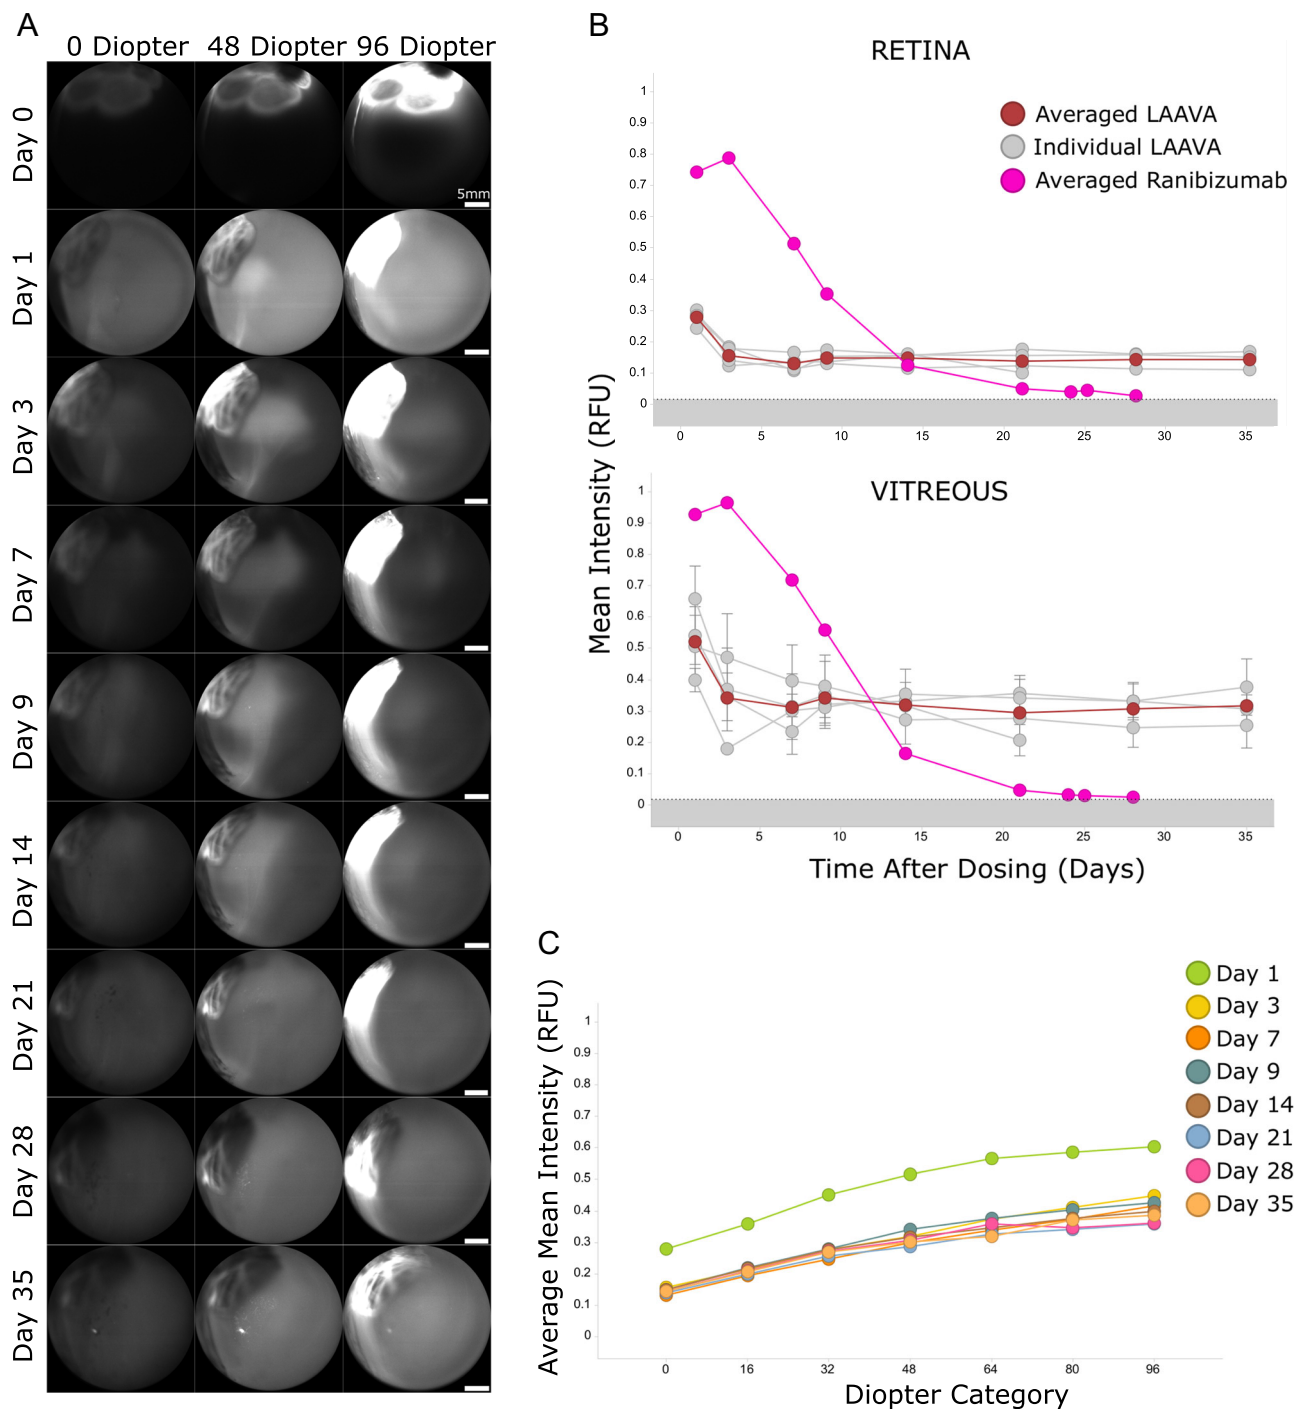 A
0 Diopter 48 Diopter 96 Diopter
Day 0
5mm
Day 1
Day 3
Day 7
Day 9
Day 14
Day 21
Day 28
Day 35
B
RETINA
Averaged LAAVA
Individual LAAVA
Averaged Ranibizumab
1
0.9
0.8
0.7
0.6
0.5
0.4
0.3
0.2
0.1
0
0 5 10 15 20 25 30 35
Mean Intensity (RFU)
VITREOUS
1
0.9
0.8
0.7
0.6
0.5
0.4
0.3
0.2
0.1
0
0 5 10 15 20 25 30 35
Time After Dosing (Days)
C
Average Mean Intensity (RFU)
1
0.9
0.8
0.7
0.6
0.5
0.4
0.3
0.2
0.1
0
0 16 32 48 64 80 96
Diopter Category
Day 1
Day 3
Day 7
Day 9
Day 14
Day 21
Day 28
Day 35